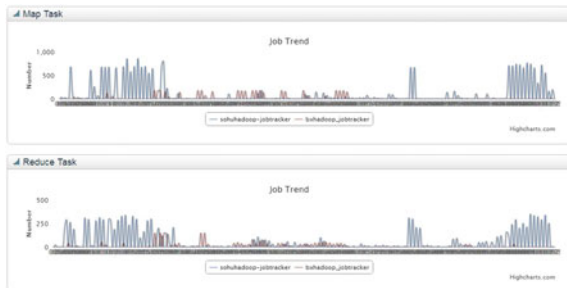 Map Task
Job Trend
Number
1,000
500
0
sohuhadoop-jobtracker
bxhadoop_jobtracker
Highcharts.com
Reduce Task
Job Trend
Number
500
250
0
sohuhadoop-jobtracker
bxhadoop_jobtracker
Highcharts.com